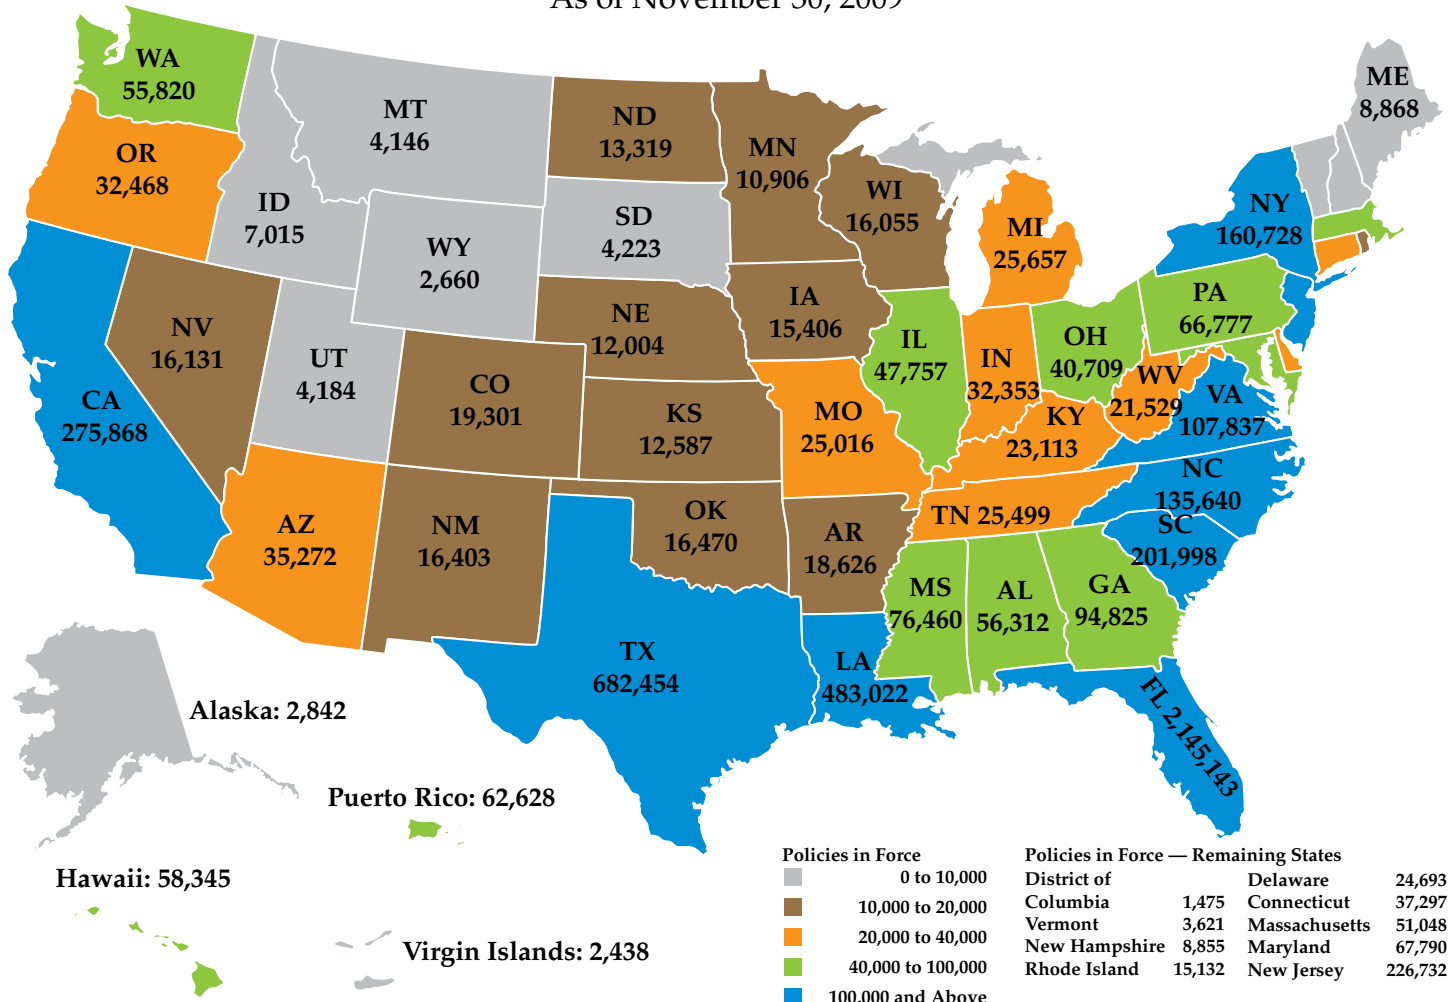 As of November 30, 2009
WA
55,820
OR
32,468
MT
4,146
ID
7,015
WY
2,660
ND
13,319
SD
4,223
MN
10,906
WI
16,055
MI
25,657
ME
8,868
NY
160,728
PA
66,777
NV
16,131
UT
4,184
CA
275,868
CO
19,301
NE
12,004
KS
12,587
IA
15,406
IL
47,757
IN
32,353
OH
40,709
WV
21,529
VA
107,837
MO
25,016
KY
23,113
NC
135,640
SC
201,998
TN 25,499
AZ
35,272
NM
16,403
OK
16,470
AR
18,626
MS
76,460
AL
56,312
GA
94,825
TX
682,454
LA
483,022
FL 2,145,143
Alaska: 2,842
Puerto Rico: 62,628
Hawaii: 58,345
Virgin Islands: 2,438
Policies in Force
0 to 10,000
10,000 to 20,000
20,000 to 40,000
40,000 to 100,000
100,000 and Above
Policies in Force — Remaining States
District of
Columbia 1,475
Vermont 3,621
New Hampshire 8,855
Rhode Island 15,132
Delaware 24,693
Connecticut 37,297
Massachusetts 51,048
Maryland 67,790
New Jersey 226,732